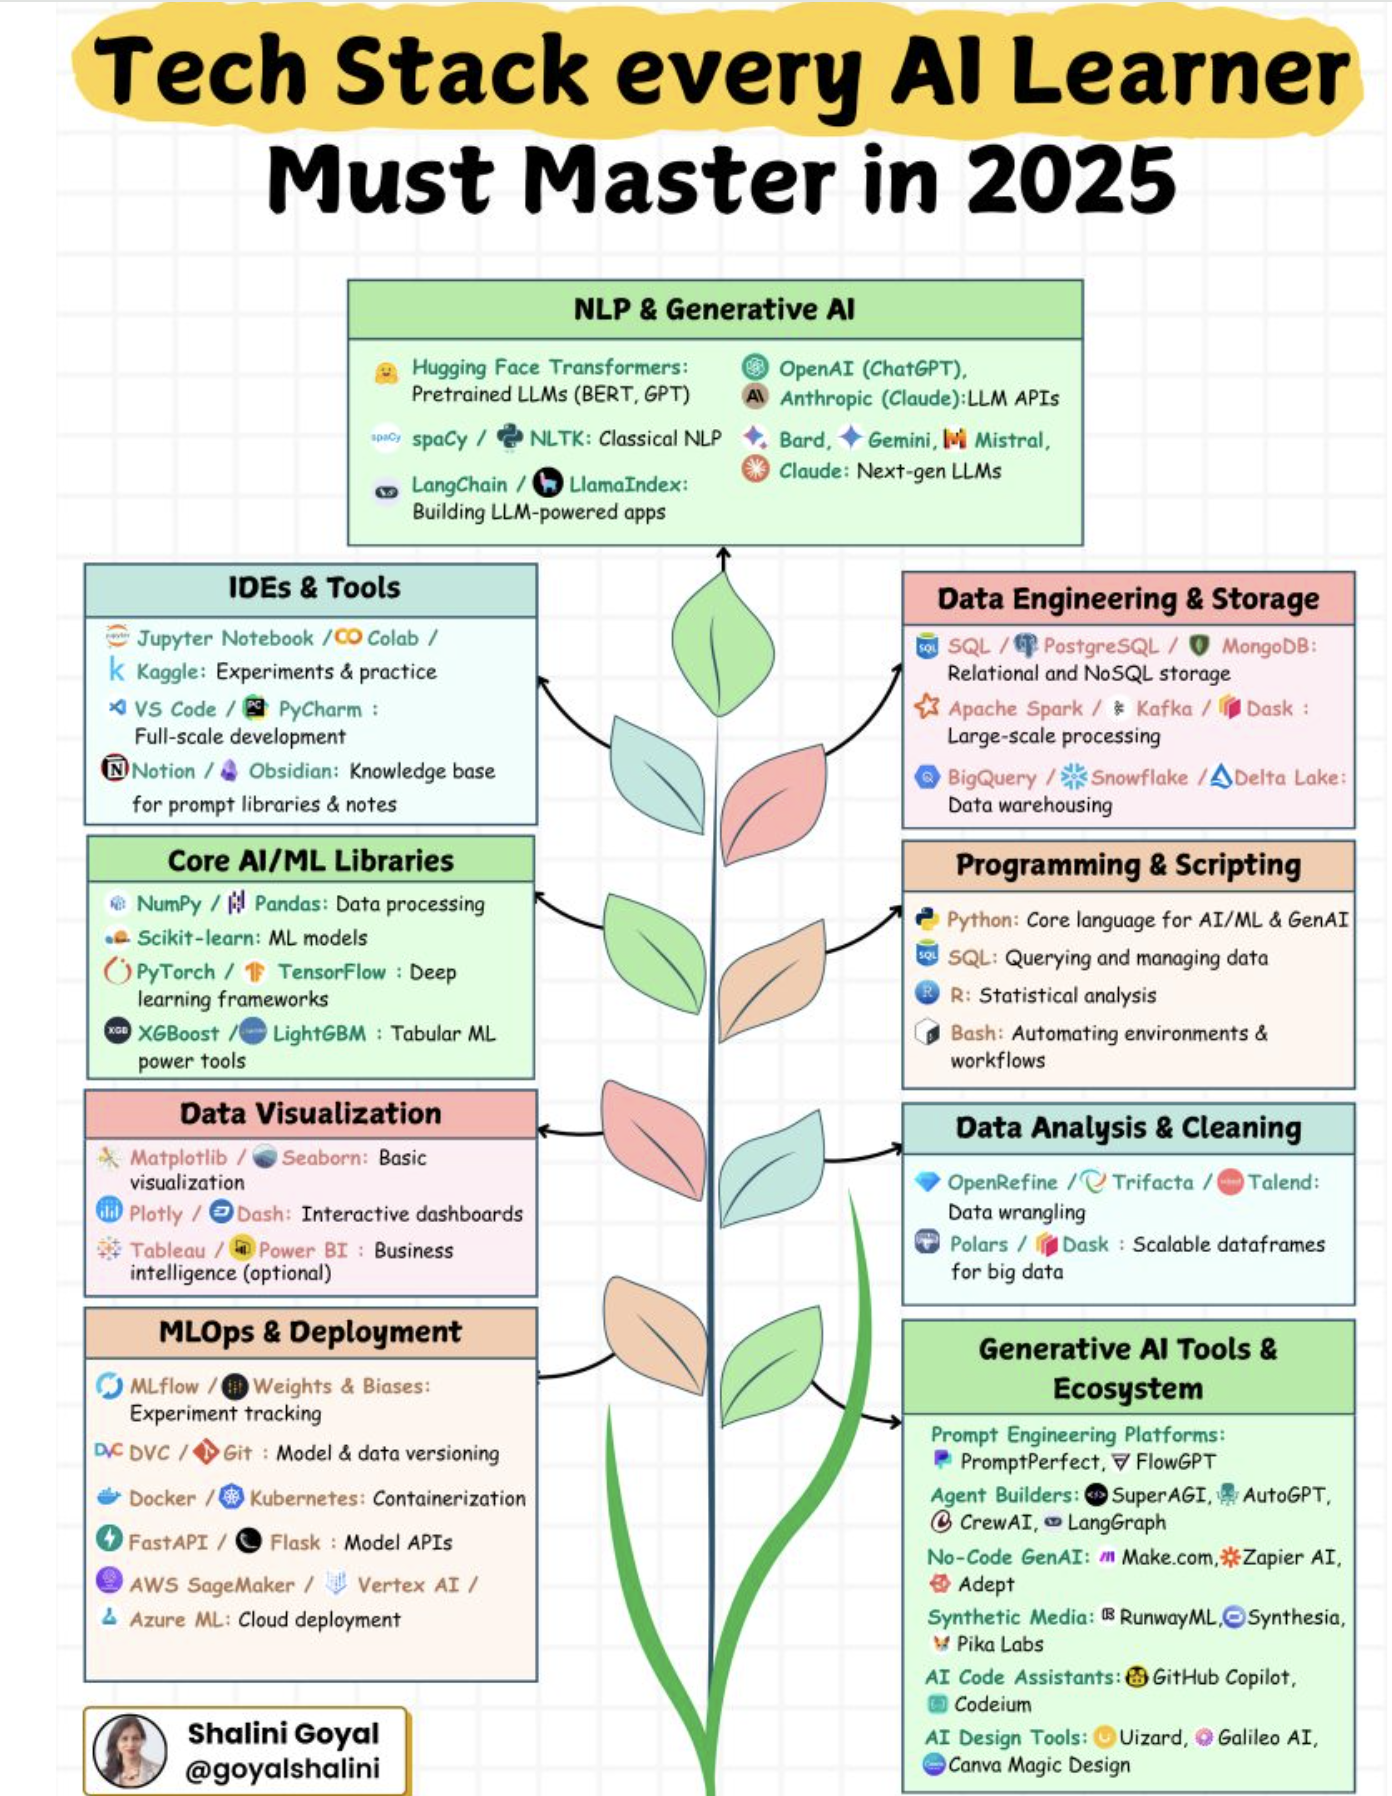 Tech Stack every AI Learner
Must Master in 2025
NLP & Generative AI
Hugging Face Transformers:
Pretrained LLMs (BERT, GPT)
spaCy
spaCy / NLTK: Classical NLP
LangChain / LlamaIndex:
Building LLM-powered apps
OpenAI (ChatGPT),
Anthropic (Claude):LLM APIs
Bard, Gemini, Mistral,
Claude: Next-gen LLMs
IDEs & Tools
Jupyter Notebook / Colab /
Kaggle: Experiments & practice
VS Code / PyCharm :
Full-scale development
Notion / Obsidian: Knowledge base
for prompt libraries & notes
Core AI/ML Libraries
NumPy / Pandas: Data processing
Scikit-learn: ML models
PyTorch / TensorFlow : Deep
learning frameworks
XGB
XGBoost / LightGBM : Tabular ML
power tools
Data Visualization
Matplotlib / Seaborn: Basic
visualization
Plotly / Dash: Interactive dashboards
Tableau / Power BI : Business
intelligence (optional)
MLOps & Deployment
MLflow / Weights & Biases:
Experiment tracking
DVC
DVC / Git : Model & data versioning
Docker / Kubernetes: Containerization
FastAPI / Flask : Model APIs
AWS SageMaker / Vertex AI /
Azure ML: Cloud deployment
Data Engineering & Storage
SQL
SQL / PostgreSQL / MongoDB:
Relational and NoSQL storage
Apache Spark / Kafka / Dask :
Large-scale processing
BigQuery / Snowflake / Delta Lake:
Data warehousing
Programming & Scripting
Python: Core language for AI/ML & GenAI
SQL
SQL: Querying and managing data
R: Statistical analysis
Bash: Automating environments &
workflows
Data Analysis & Cleaning
OpenRefine / Trifacta / Talend:
Data wrangling
Polars / Dask : Scalable dataframes
for big data
Generative AI Tools &
Ecosystem
Prompt Engineering Platforms:
PromptPerfect, FlowGPT
Agent Builders: SuperAGI, AutoGPT,
CrewAI, LangGraph
No-Code GenAI: Make.com, Zapier AI,
Adept
Synthetic Media: RunwayML, Synthesia,
Pika Labs
AI Code Assistants: GitHub Copilot,
Codeium
AI Design Tools: Uizard, Galileo AI,
Canva Magic Design
Shalini Goyal
@goyalshalini